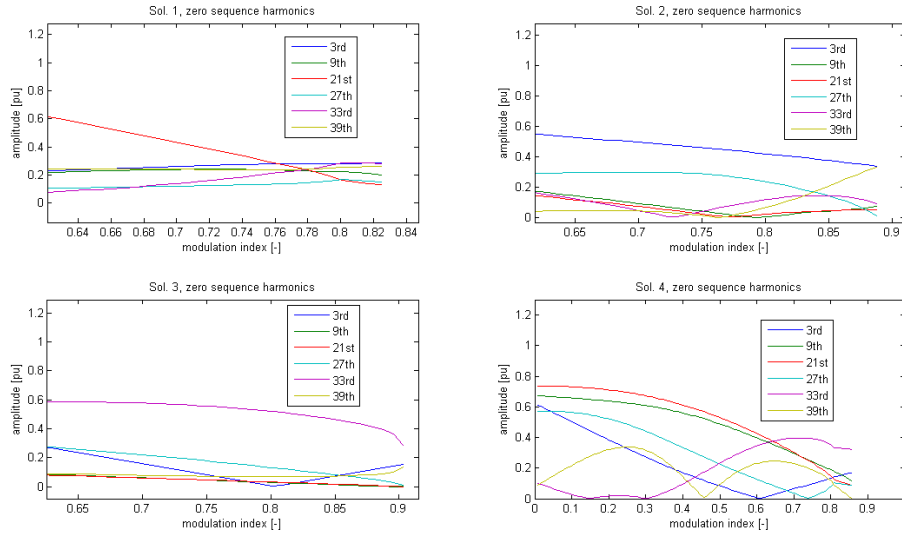 Sol. 1, zero sequence harmonics
1.2
1
0.8
0.6
0.4
0.2
0
amplitude [pu]
3rd
9th
21st
27th
33rd
39th
0.64 0.66 0.68 0.7 0.72 0.74 0.76 0.78 0.8 0.82 0.84
modulation index [-]
Sol. 2, zero sequence harmonics
1.2
1
0.8
0.6
0.4
0.2
0
amplitude [pu]
3rd
9th
21st
27th
33rd
39th
0.65 0.7 0.75 0.8 0.85 0.9
modulation index [-]
Sol. 3, zero sequence harmonics
1.2
1
0.8
0.6
0.4
0.2
0
amplitude [pu]
3rd
9th
21st
27th
33rd
39th
0.65 0.7 0.75 0.8 0.85 0.9
modulation index [-]
Sol. 4, zero sequence harmonics
1.2
1
0.8
0.6
0.4
0.2
0
amplitude [pu]
3rd
9th
21st
27th
33rd
39th
0 0.1 0.2 0.3 0.4 0.5 0.6 0.7 0.8 0.9
modulation index [-]